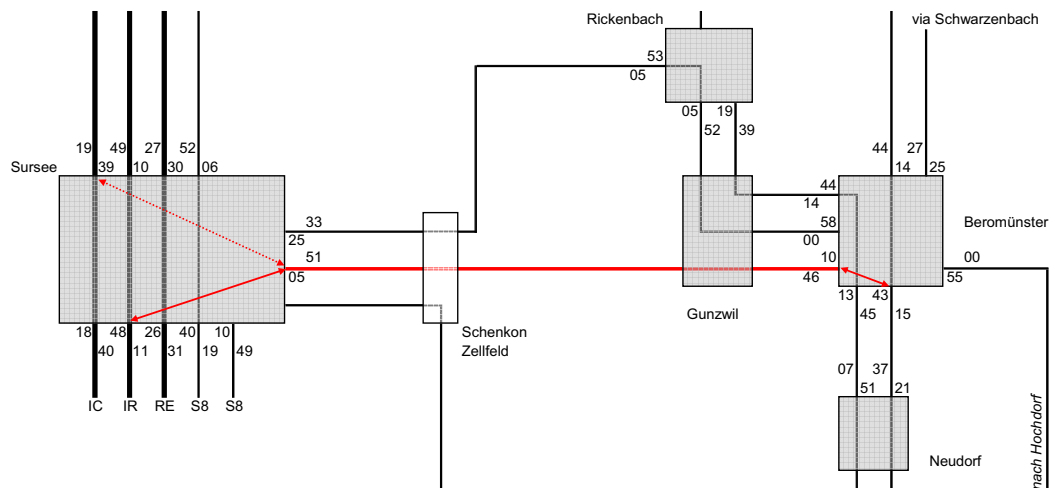 Rickenbach
via Schwarzenbach
53
05
05 19
52 39
19 49 27 52
Sursee
39 10 30 06
44 27
14 25
33
25
51
05
44
14
58
00
10
46
Beromünster
00
55
13 43
45 15
Gunzwil
Schenkon
Zellfeld
18 48 26 40 10
40 11 31 19 49
IC IR RE S8 S8
07 37
51 21
Neudorf
nach Hochdorf